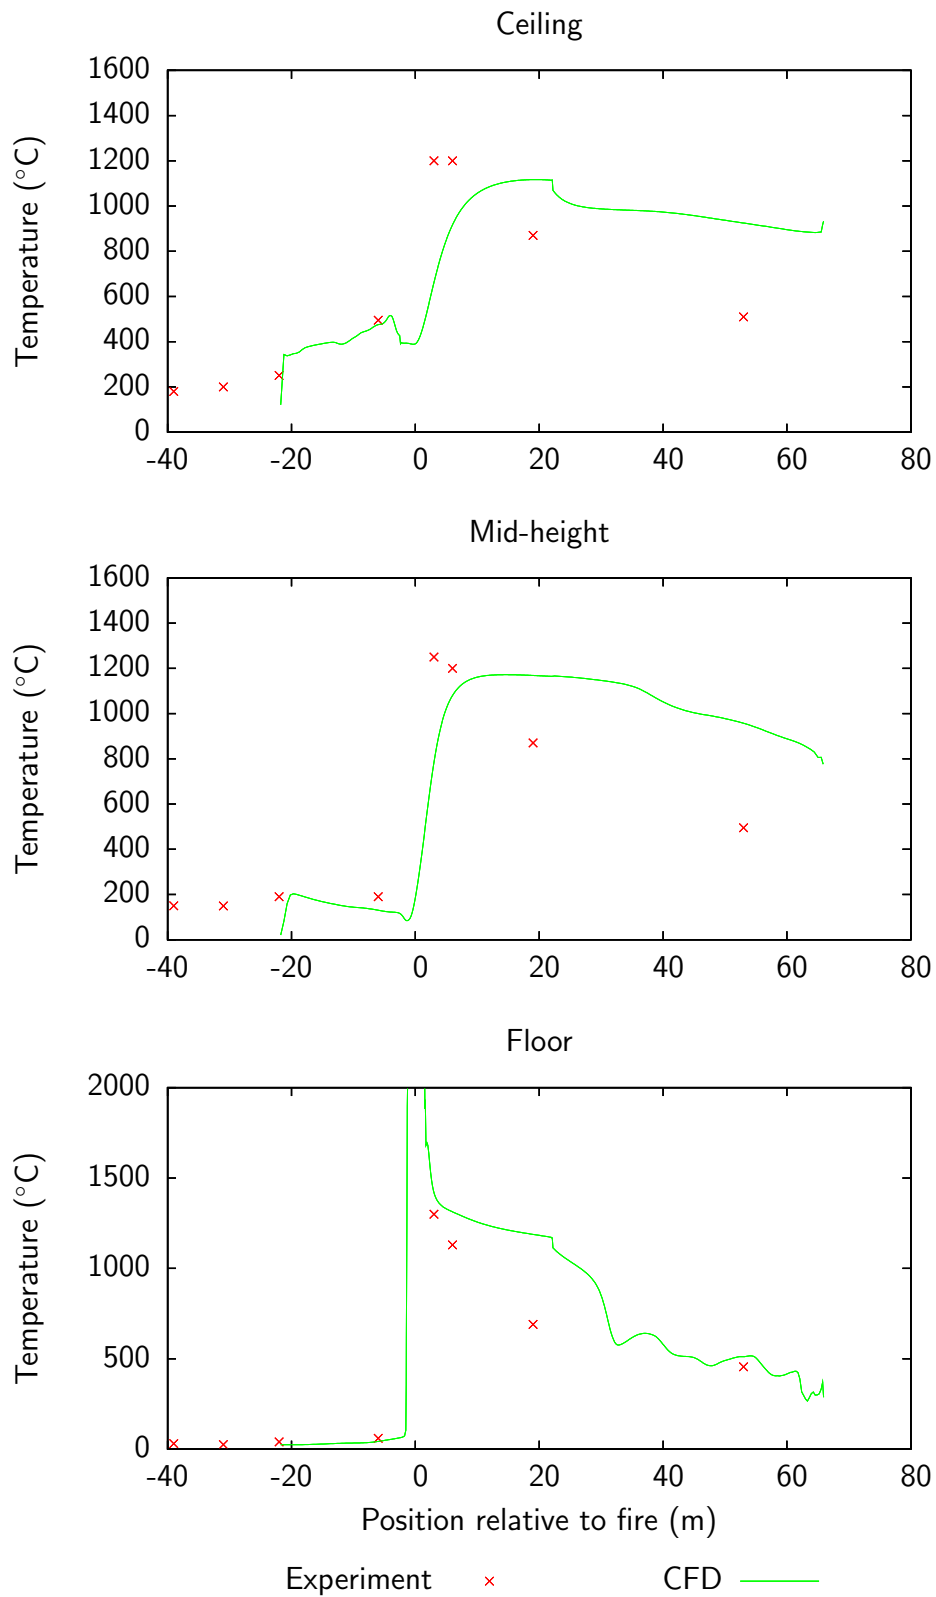 Ceiling
Temperature (°C)
1600
1400
1200
1000
800
600
400
200
0
-40 -20 0 20 40 60 80
Mid-height
Temperature (°C)
1600
1400
1200
1000
800
600
400
200
0
-40 -20 0 20 40 60 80
Floor
Temperature (°C)
2000
1500
1000
500
0
-40 -20 0 20 40 60 80
Position relative to fire (m)
Experiment CFD